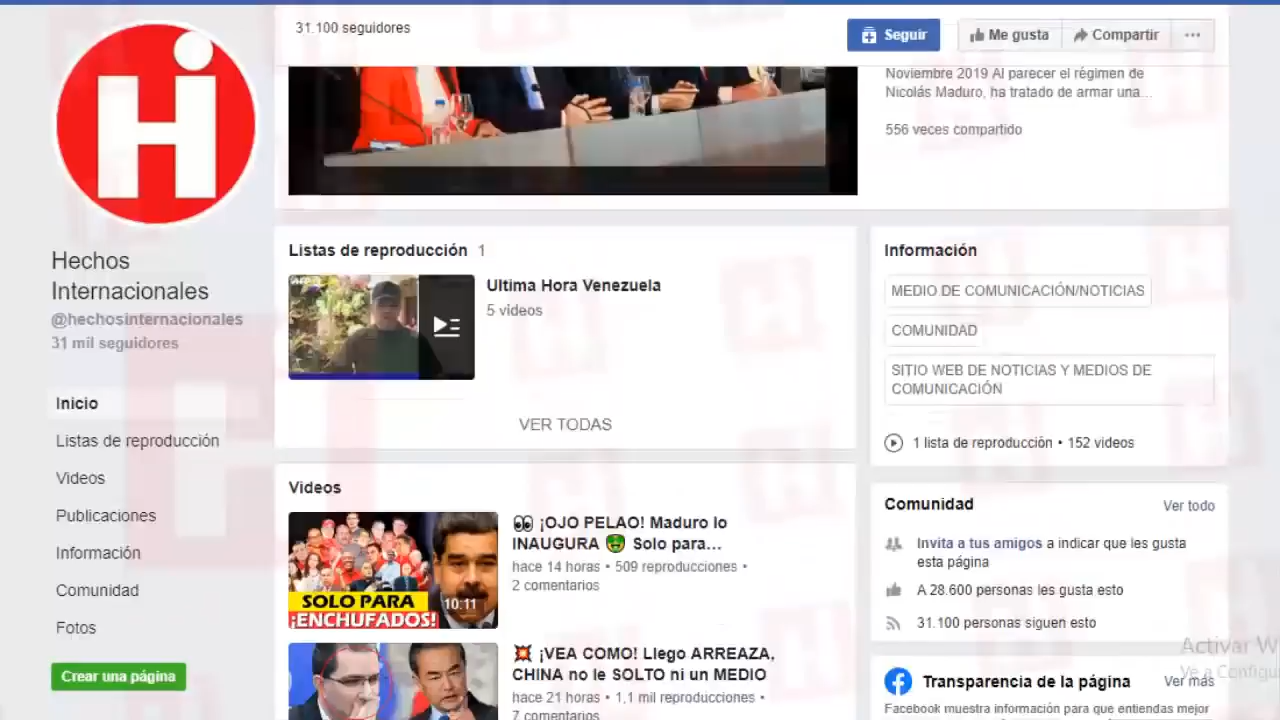 31.100 seguidores
Seguir
Me gusta
Compartir
Noviembre 2019 Al parecer el régimen de
Nicolás Maduro, ha tratado de armar una...
556 veces compartido
Hi
Hechos
Internacionales
@hechosinternacionales
31 mil seguidores
Inicio
Listas de reproducción
Videos
Publicaciones
Información
Comunidad
Fotos
Crear una página
Listas de reproducción 1
Ultima Hora Venezuela
5 videos
VER TODAS
Videos
SOLO PARA
¡ENCHUFADOS!
10:11
👀 ¡OJO PELAO! Maduro lo
INAUGURA 🤑 Solo para...
hace 14 horas • 509 reproducciones •
2 comentarios
💥 ¡VEA COMO! Llego ARREAZA,
CHINA no le SOLTO ni un MEDIO
hace 21 horas • 1,1 mil reproducciones •
7 comentarios
Información
MEDIO DE COMUNICACIÓN/NOTICIAS
COMUNIDAD
SITIO WEB DE NOTICIAS Y MEDIOS DE
COMUNICACIÓN
1 lista de reproducción • 152 videos
Comunidad
Ver todo
Invita a tus amigos a indicar que les gusta
esta página
A 28.600 personas les gusta esto
31.100 personas siguen esto
Activar W
Ve a Configu
Transparencia de la página
Ver más
Facebook muestra información para que entiendas mejor